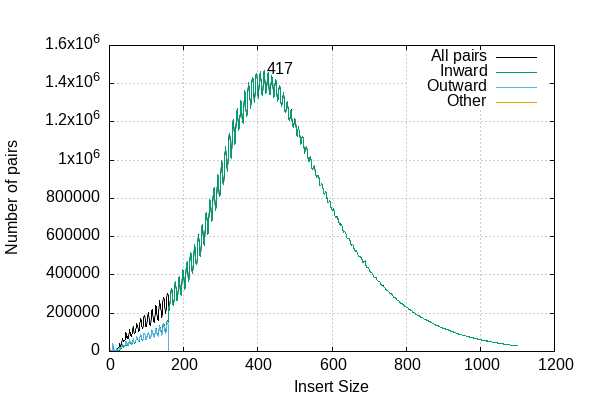 1.6x10^6
1.4x10^6
1.2x10^6
1x10^6
800000
600000
400000
200000
0
Number of pairs
417
All pairs
Inward
Outward
Other
0 200 400 600 800 1000 1200
Insert Size